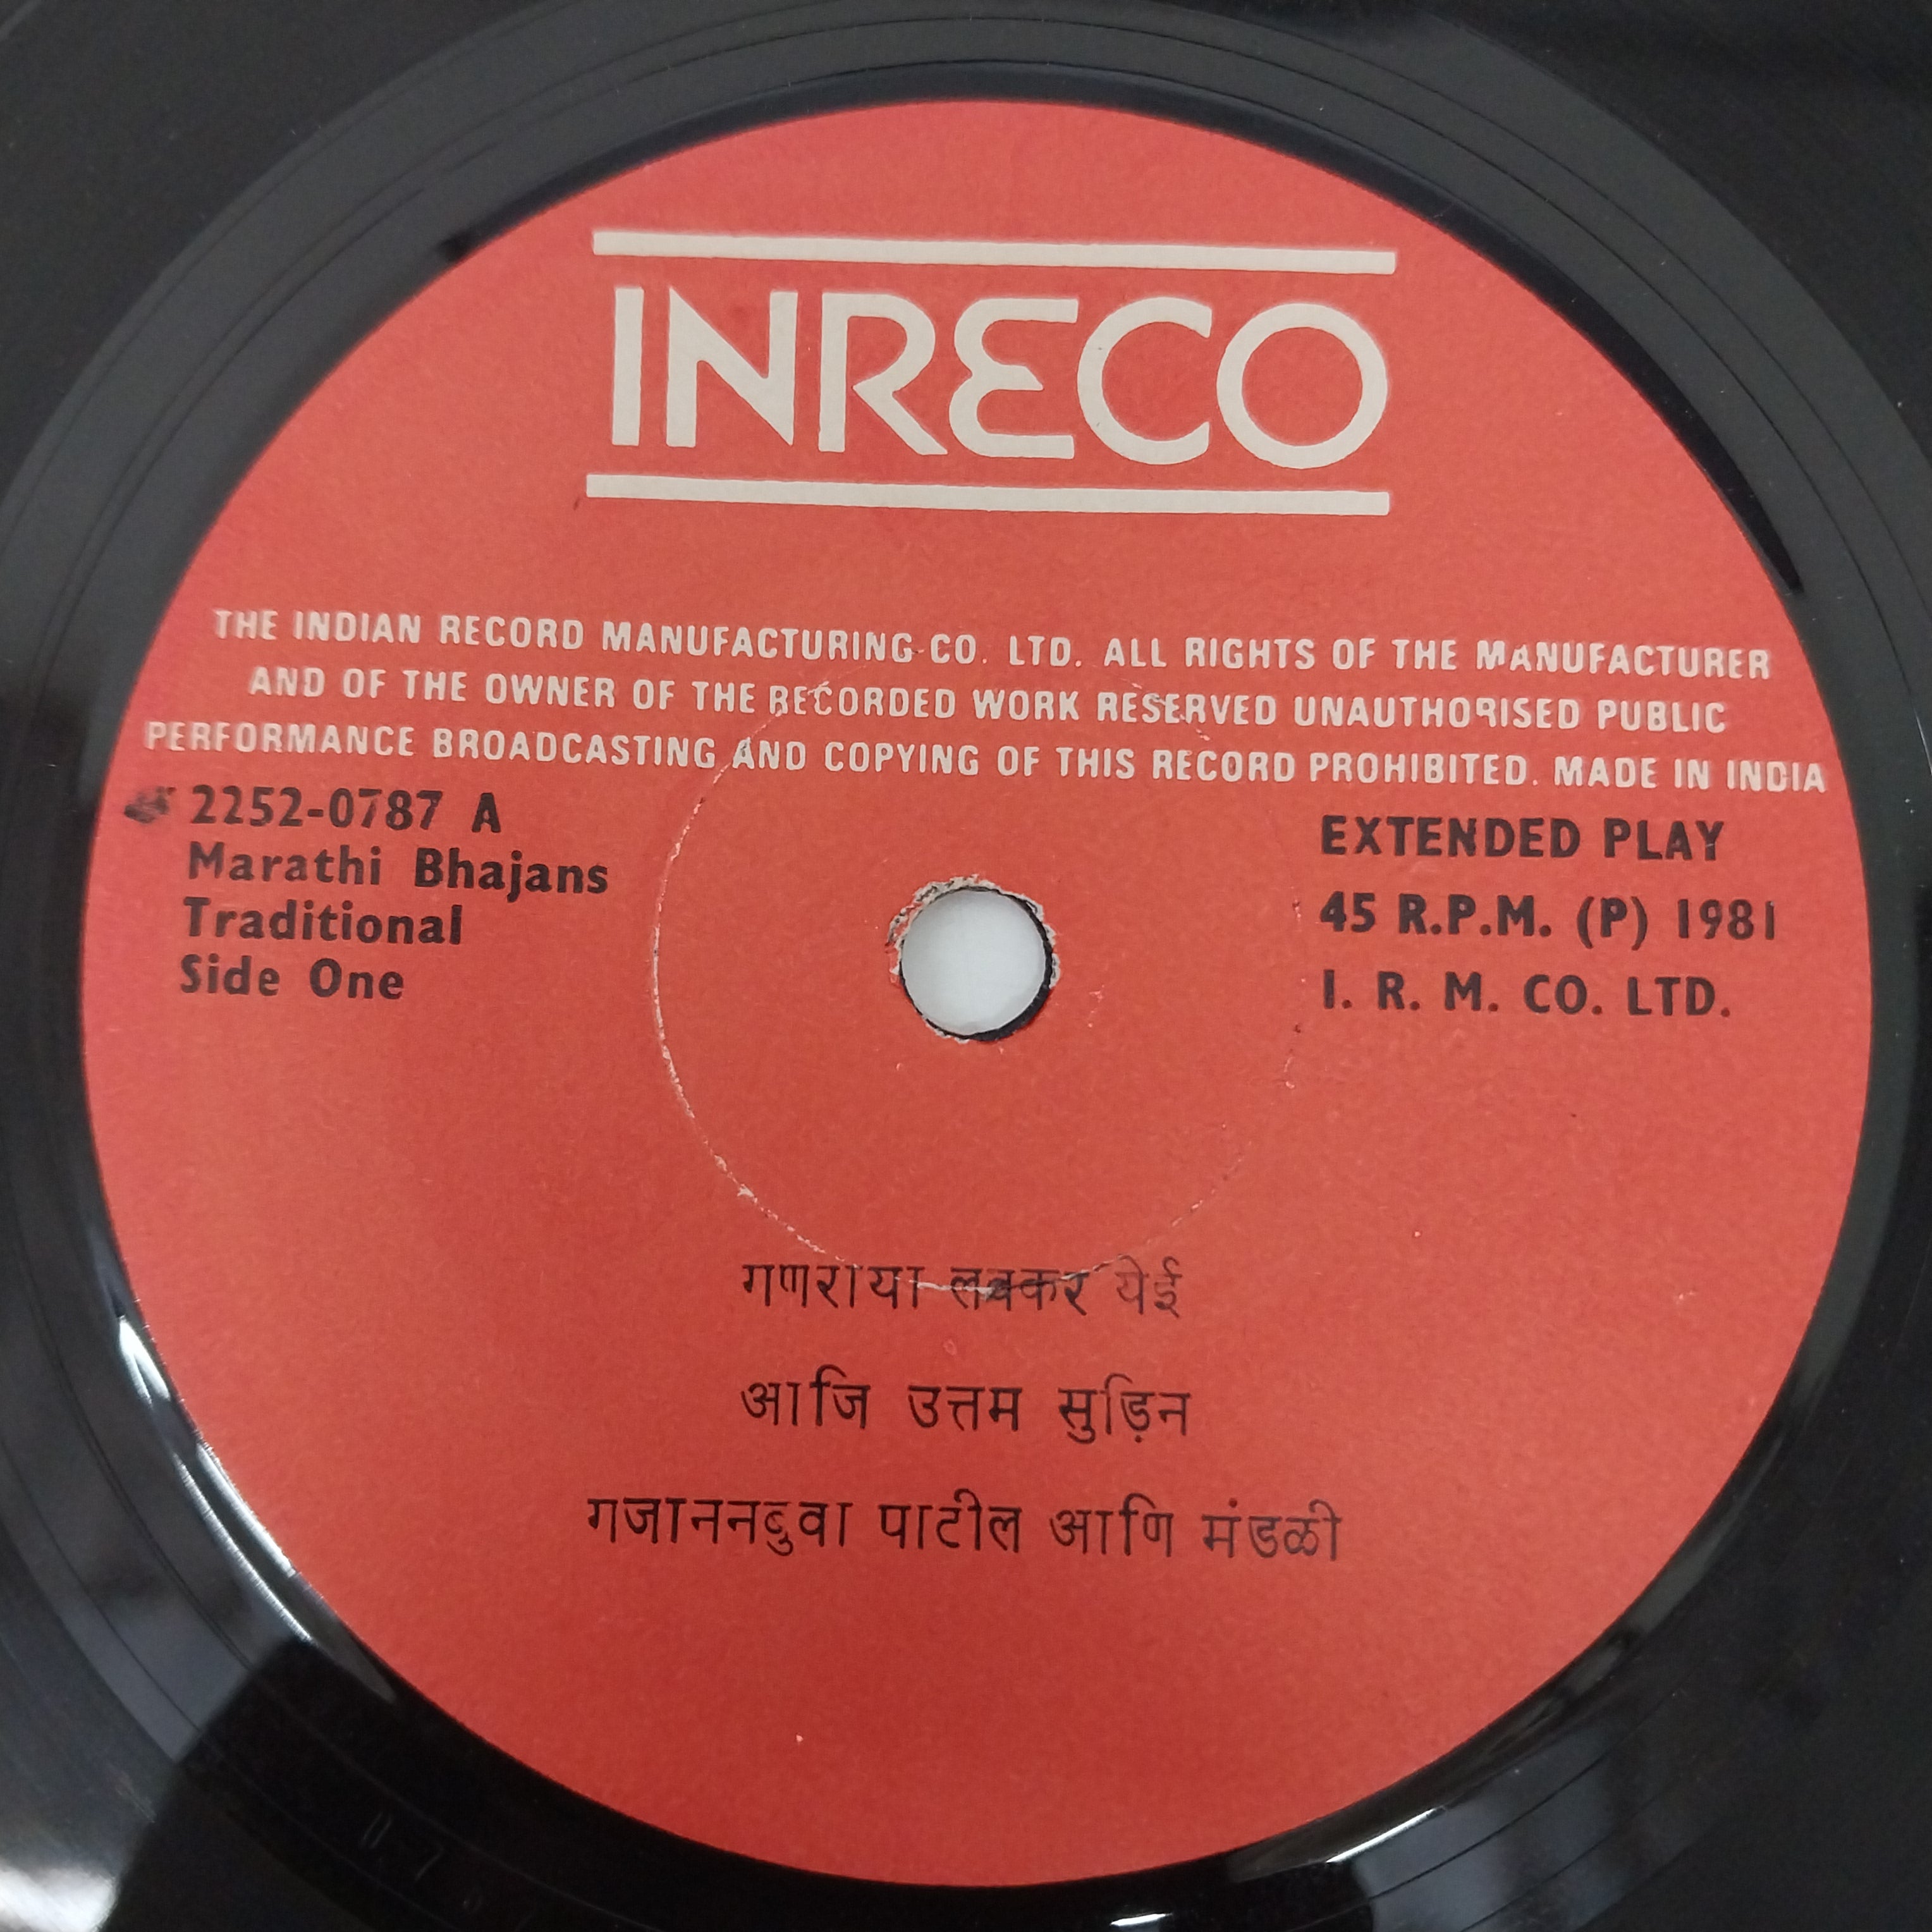 INRECO
THE INDIAN RECORD MANUFACTURING CO. LTD. ALL RIGHTS OF THE MANUFACTURER
AND OF THE OWNER OF THE RECORDED WORK RESERVED UNAUTHORISED PUBLIC
PERFORMANCE BROADCASTING AND COPYING OF THIS RECORD PROHIBITED. MADE IN INDIA
2252-0787 A
Marathi Bhajans
Traditional
Side One
EXTENDED PLAY
45 R.P.M. (P) 1981
I. R. M. CO. LTD.
गणराया लवकर येई
आजि उत्तम सुड़िन
गजाननबुवा पाटील आणि मंडळी